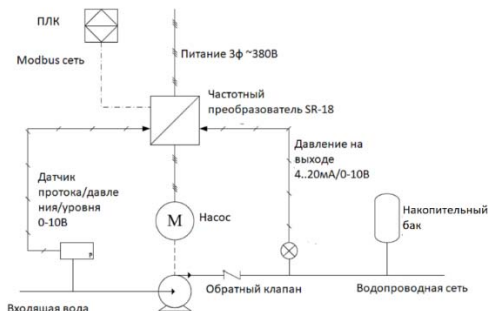 ПЛК
Modbus сеть
Питание 3ф ~380В
Частотный
преобразователь SR-18
Датчик
протока/давле
ния/уровня
0-10В
Давление на
выходе
4..20мА/0-10В
М
Насос
Накопительный
бак
P
Обратный клапан
Водопроводная сеть
Входящая вода